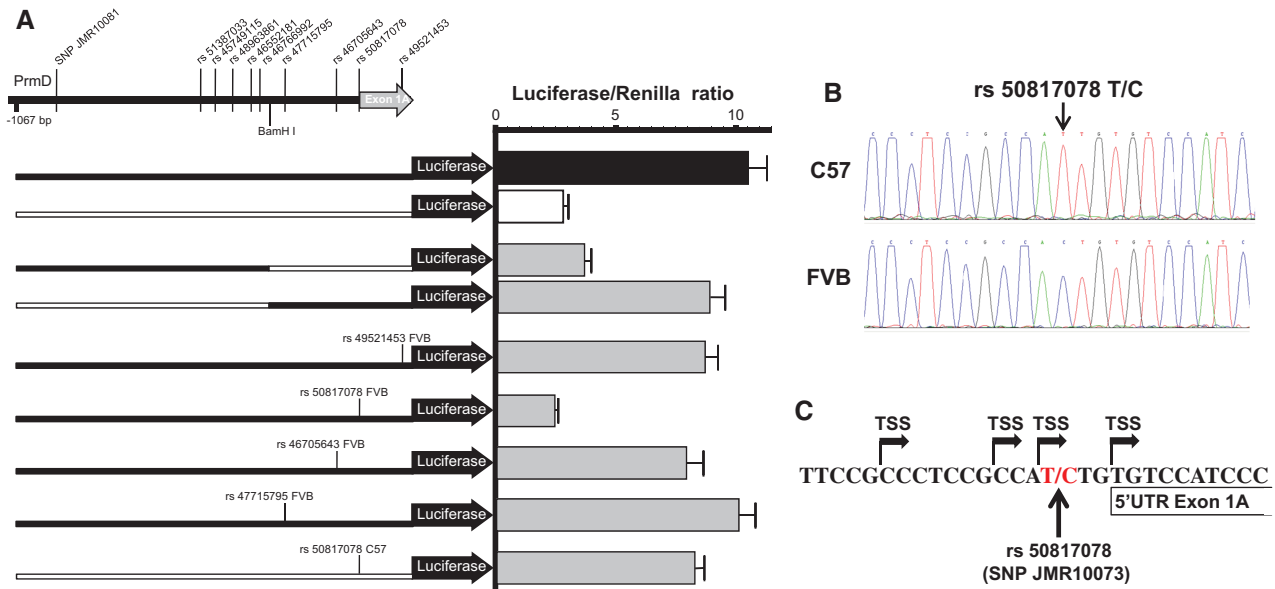 A
SNP JMR10081
rs 51387033
rs 45749115
rs 48963861
rs 46552181
rs 46766992
rs 47715795
rs 46705643
rs 50817078
rs 49521453
PrmD
Exon 1A
-1067 bp
BamH I
Luciferase/Renilla ratio
0 5 10
Luciferase
Luciferase
Luciferase
Luciferase
rs 49521453 FVB
Luciferase
rs 50817078 FVB
Luciferase
rs 46705643 FVB
Luciferase
rs 47715795 FVB
Luciferase
rs 50817078 C57
Luciferase
B
rs 50817078 T/C
C C C T C C G C C A T T G T G T C C A T C
C57
C C C T C C G C C A C T G T G T C C A T C
FVB
C
TSS TSS TSS TSS
TTCCGCCCTCCGCCAT/CTGTGTCCATCCC
5'UTR Exon 1A
rs 50817078
(SNP JMR10073)